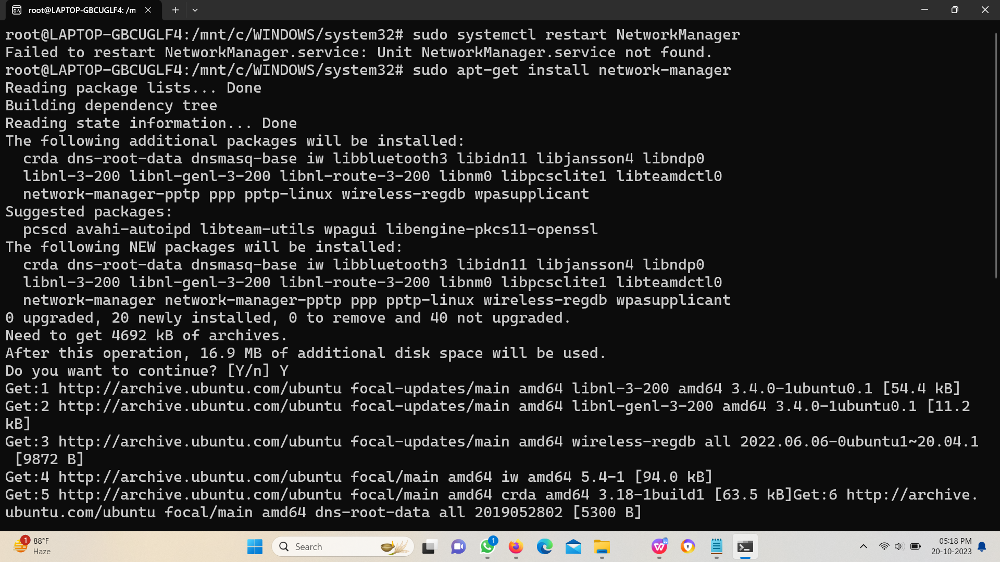 root@LAPTOP-GBCUGLF4: /m
root@LAPTOP-GBCUGLF4:/mnt/c/WINDOWS/system32# sudo systemctl restart NetworkManager
Failed to restart NetworkManager.service: Unit NetworkManager.service not found.
root@LAPTOP-GBCUGLF4:/mnt/c/WINDOWS/system32# sudo apt-get install network-manager
Reading package lists... Done
Building dependency tree
Reading state information... Done
The following additional packages will be installed:
  crda dns-root-data dnsmasq-base iw libbluetooth3 libidn11 libjansson4 libndp0
  libnl-3-200 libnl-genl-3-200 libnl-route-3-200 libnm0 libpcsclite1 libteamdctl0
  network-manager-pptp ppp pptp-linux wireless-regdb wpasupplicant
Suggested packages:
  pcscd avahi-autoipd libteam-utils wpagui libengine-pkcs11-openssl
The following NEW packages will be installed:
  crda dns-root-data dnsmasq-base iw libbluetooth3 libidn11 libjansson4 libndp0
  libnl-3-200 libnl-genl-3-200 libnl-route-3-200 libnm0 libpcsclite1 libteamdctl0
  network-manager network-manager-pptp ppp pptp-linux wireless-regdb wpasupplicant
0 upgraded, 20 newly installed, 0 to remove and 40 not upgraded.
Need to get 4692 kB of archives.
After this operation, 16.9 MB of additional disk space will be used.
Do you want to continue? [Y/n] Y
Get:1 http://archive.ubuntu.com/ubuntu focal-updates/main amd64 libnl-3-200 amd64 3.4.0-1ubuntu0.1 [54.4 kB]
Get:2 http://archive.ubuntu.com/ubuntu focal-updates/main amd64 libnl-genl-3-200 amd64 3.4.0-1ubuntu0.1 [11.2
kB]
Get:3 http://archive.ubuntu.com/ubuntu focal-updates/main amd64 wireless-regdb all 2022.06.06-0ubuntu1~20.04.1
 [9872 B]
Get:4 http://archive.ubuntu.com/ubuntu focal/main amd64 iw amd64 5.4-1 [94.0 kB]
Get:5 http://archive.ubuntu.com/ubuntu focal/main amd64 crda amd64 3.18-1build1 [63.5 kB]Get:6 http://archive.
ubuntu.com/ubuntu focal/main amd64 dns-root-data all 2019052802 [5300 B]
1
88°F
Haze
Search
1
W
05:18 PM
20-10-2023